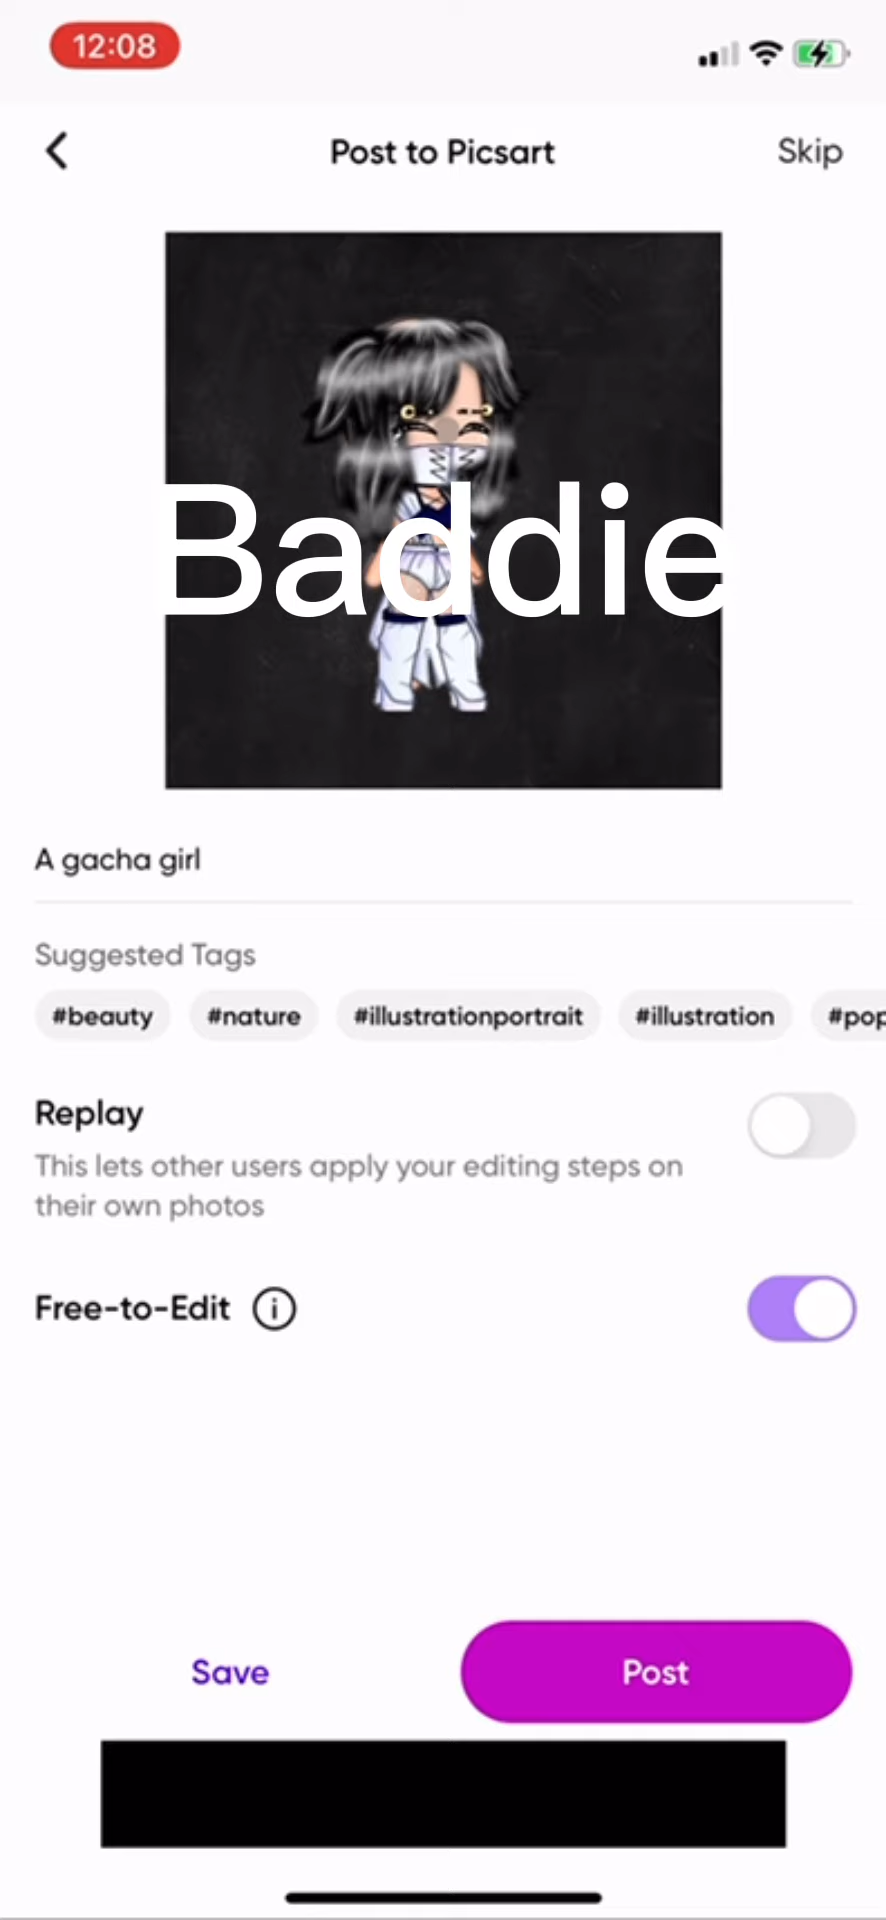 12:08
Post to Picsart
Skip
Baddie
A gacha girl
Suggested Tags
#beauty #nature #illustrationportrait #illustration #pop
Replay
This lets other users apply your editing steps on
their own photos
Free-to-Edit
Save
Post